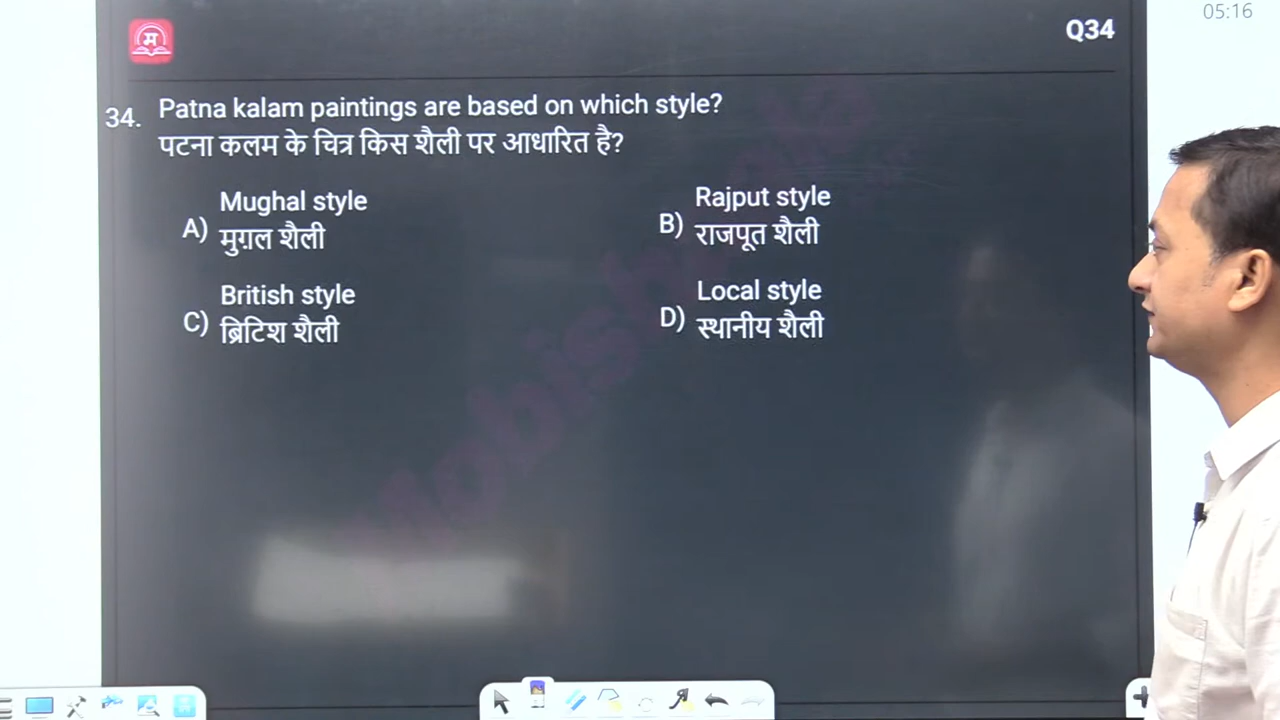 05:16
म
Q34
34. Patna kalam paintings are based on which style?
पटना कलम के चित्र किस शैली पर आधारित है?
A) Mughal style
मुग़ल शैली
B) Rajput style
राजपूत शैली
C) British style
ब्रिटिश शैली
D) Local style
स्थानीय शैली